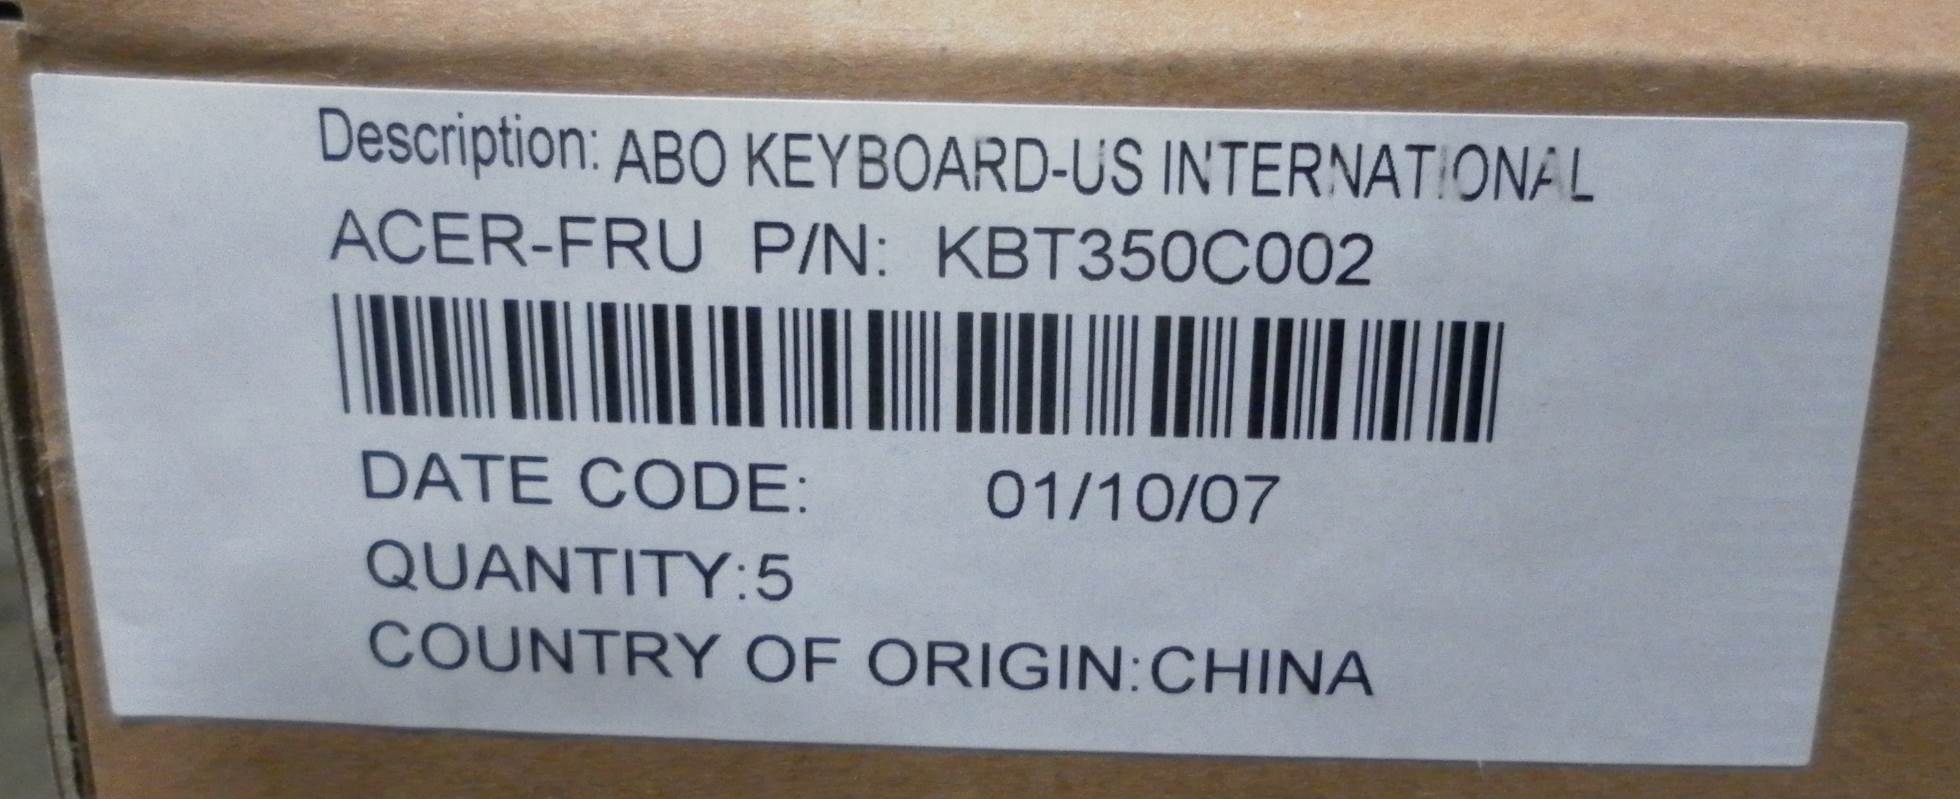 Description: ABO KEYBOARD-US INTERNATIONAL
ACER-FRU P/N: KBT350C002
DATE CODE: 01/10/07
QUANTITY:5
COUNTRY OF ORIGIN:CHINA